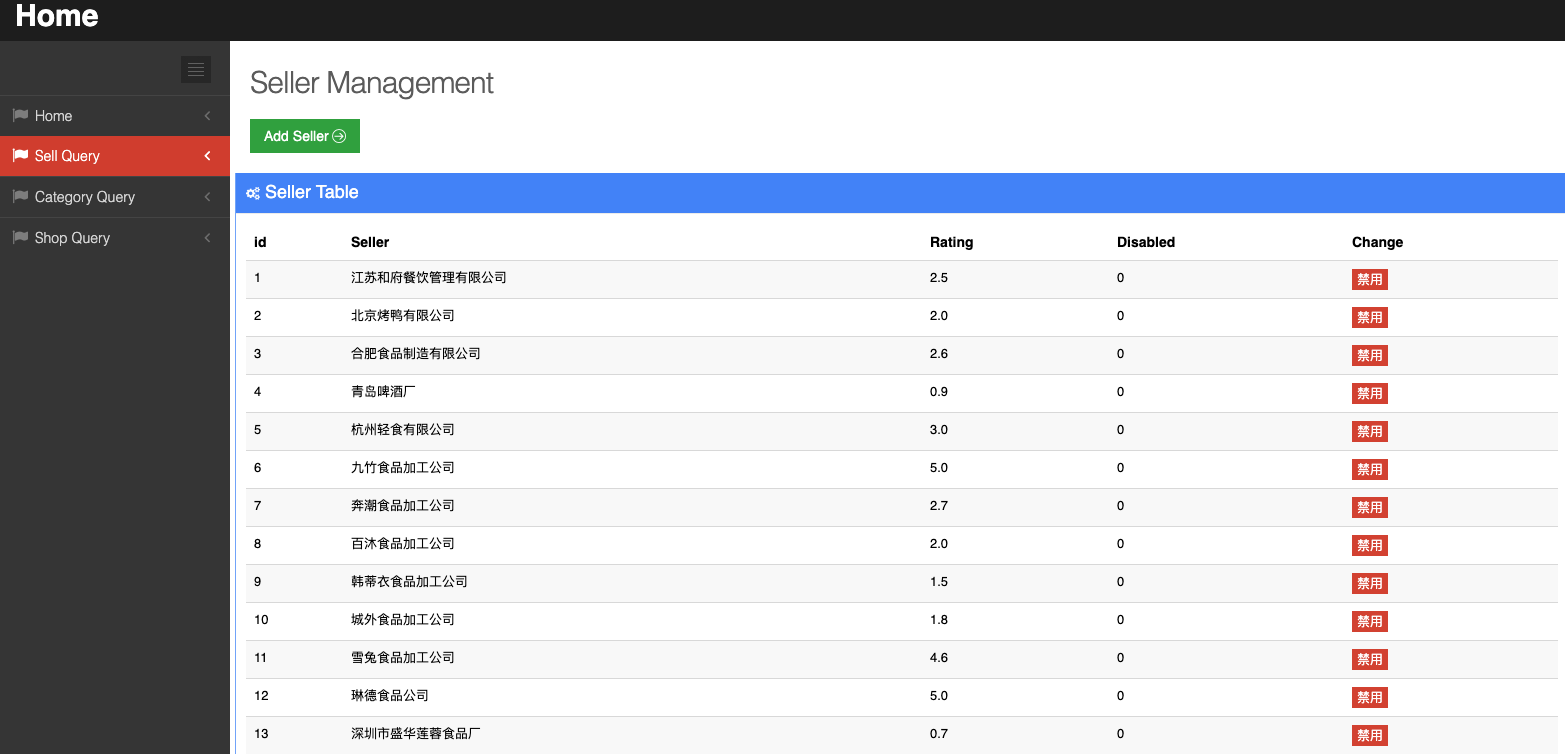 Home
Home
Sell Query
Category Query
Shop Query
Seller Management
Add Seller
Seller Table
id Seller Rating Disabled Change
1 江苏和府餐饮管理有限公司 2.5 0 禁用
2 北京烤鸭有限公司 2.0 0 禁用
3 合肥食品制造有限公司 2.6 0 禁用
4 青岛啤酒厂 0.9 0 禁用
5 杭州轻食有限公司 3.0 0 禁用
6 九竹食品加工公司 5.0 0 禁用
7 奔潮食品加工公司 2.7 0 禁用
8 百沐食品加工公司 2.0 0 禁用
9 韩蒂衣食品加工公司 1.5 0 禁用
10 城外食品加工公司 1.8 0 禁用
11 雪兔食品加工公司 4.6 0 禁用
12 琳德食品公司 5.0 0 禁用
13 深圳市盛华莲蓉食品厂 0.7 0 禁用